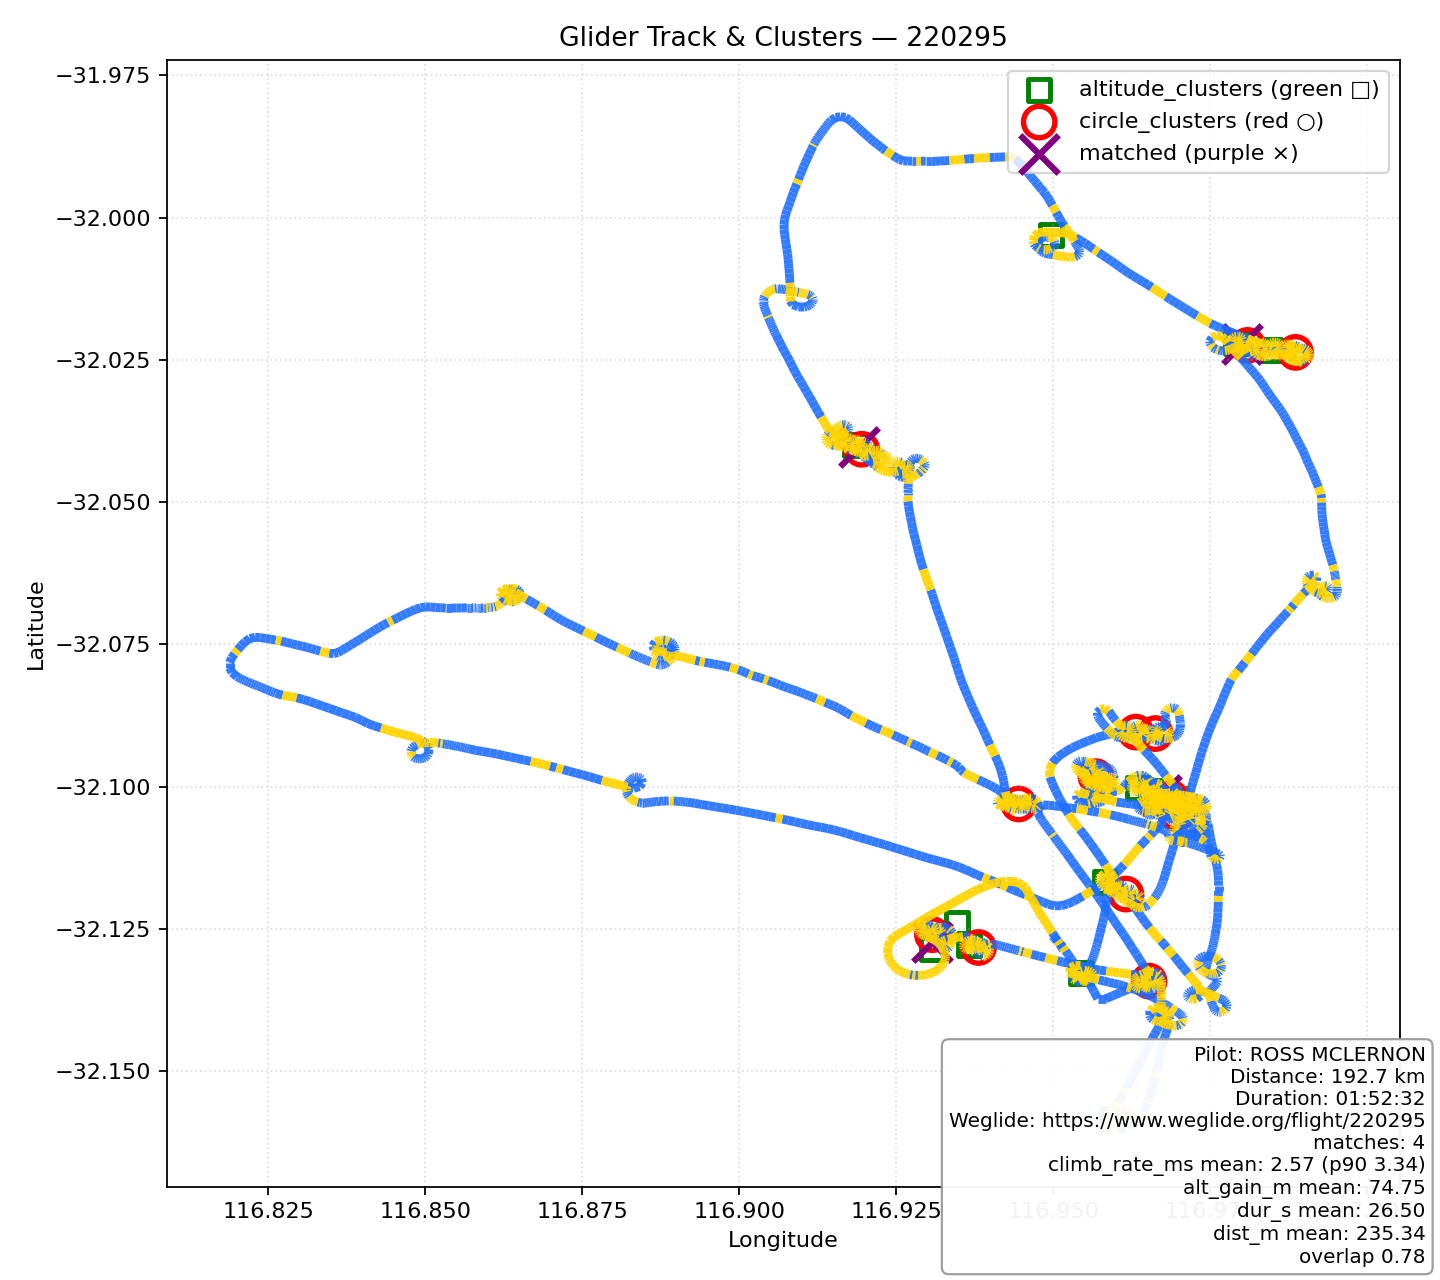 Glider Track & Clusters — 220295
altitude_clusters (green □)
circle_clusters (red ○)
matched (purple ×)
−31.975
−32.000
−32.025
−32.050
−32.075
−32.100
−32.125
−32.150
Latitude
116.825
116.850
116.875
116.900
116.925
116.950
Longitude
Pilot: ROSS MCLERNON
Distance: 192.7 km
Duration: 01:52:32
Weglide: https://www.weglide.org/flight/220295
matches: 4
climb_rate_ms mean: 2.57 (p90 3.34)
alt_gain_m mean: 74.75
dur_s mean: 26.50
dist_m mean: 235.34
overlap 0.78